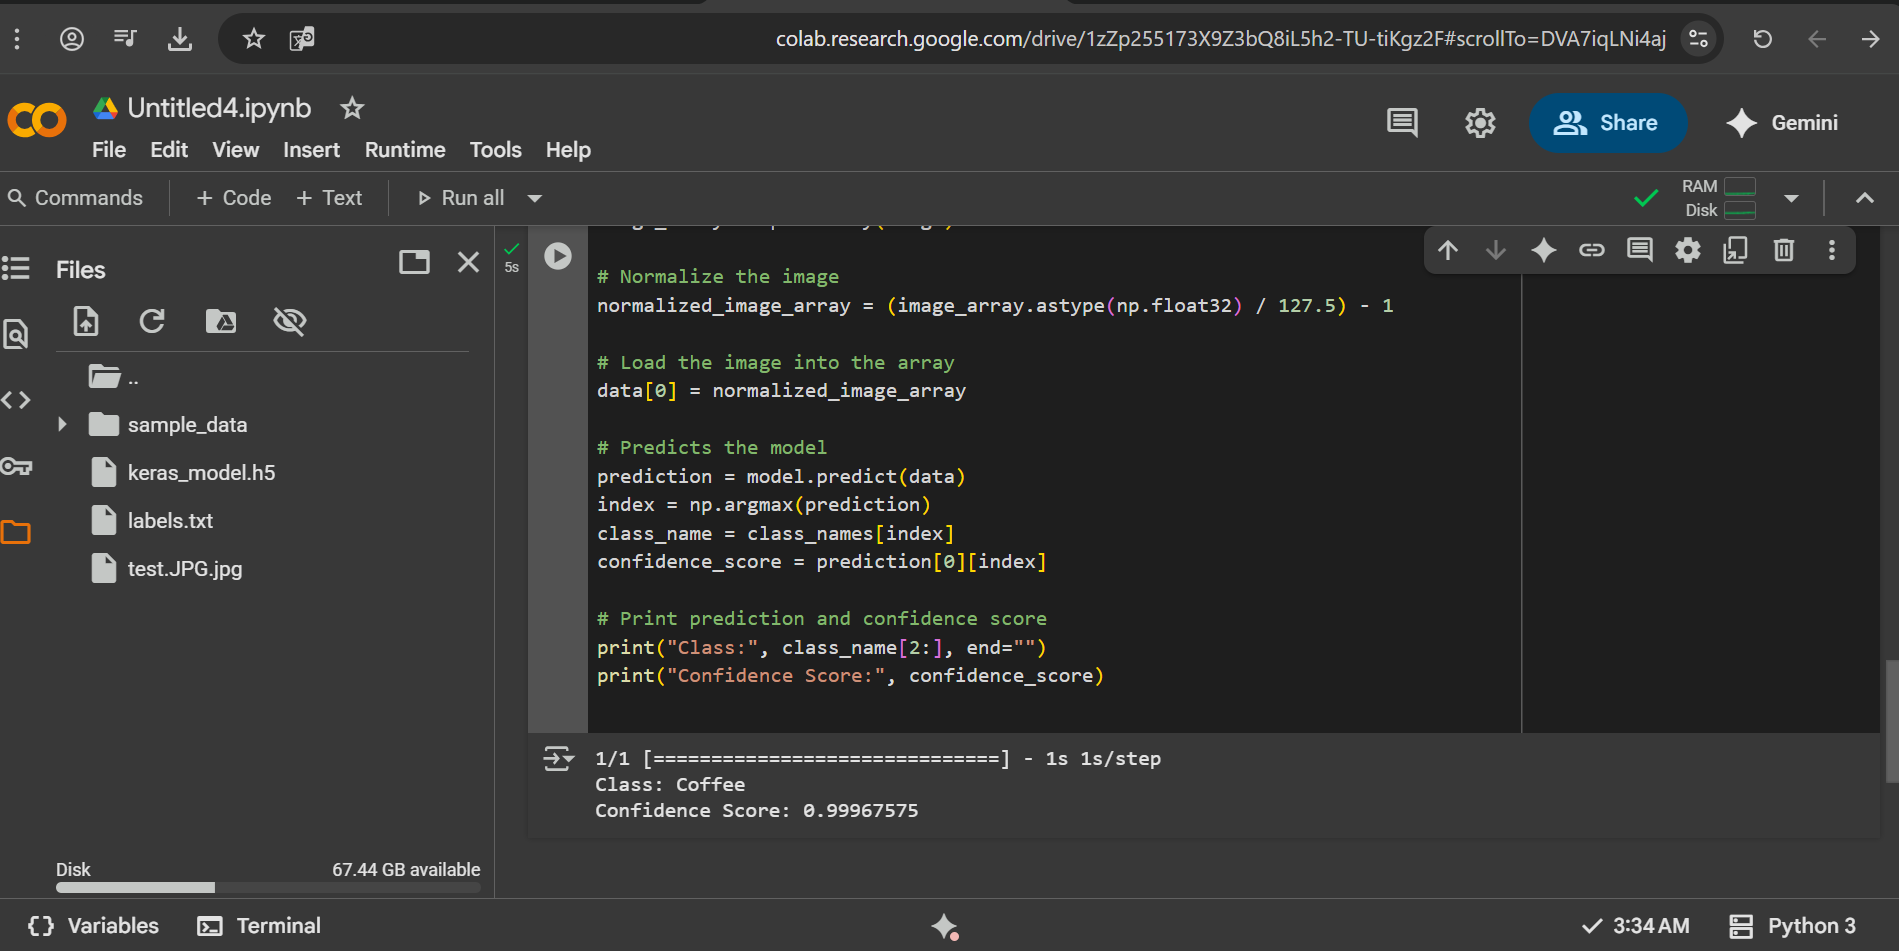 colab.research.google.com/drive/1zZp255173X9Z3bQ8iL5h2-TU-tiKgz2F#scrollTo=DVA7iqLNi4aj
Untitled4.ipynb
File Edit View Insert Runtime Tools Help
Share
Gemini
Commands + Code + Text Run all
RAM
Disk
Files
..
sample_data
keras_model.h5
labels.txt
test.JPG.jpg
Disk 67.44 GB available
5s
# Normalize the image
normalized_image_array = (image_array.astype(np.float32) / 127.5) - 1
# Load the image into the array
data[0] = normalized_image_array
# Predicts the model
prediction = model.predict(data)
index = np.argmax(prediction)
class_name = class_names[index]
confidence_score = prediction[0][index]
# Print prediction and confidence score
print("Class:", class_name[2:], end="")
print("Confidence Score:", confidence_score)
1/1 [==============================] - 1s 1s/step
Class: Coffee
Confidence Score: 0.99967575
Variables Terminal
3:34 AM Python 3